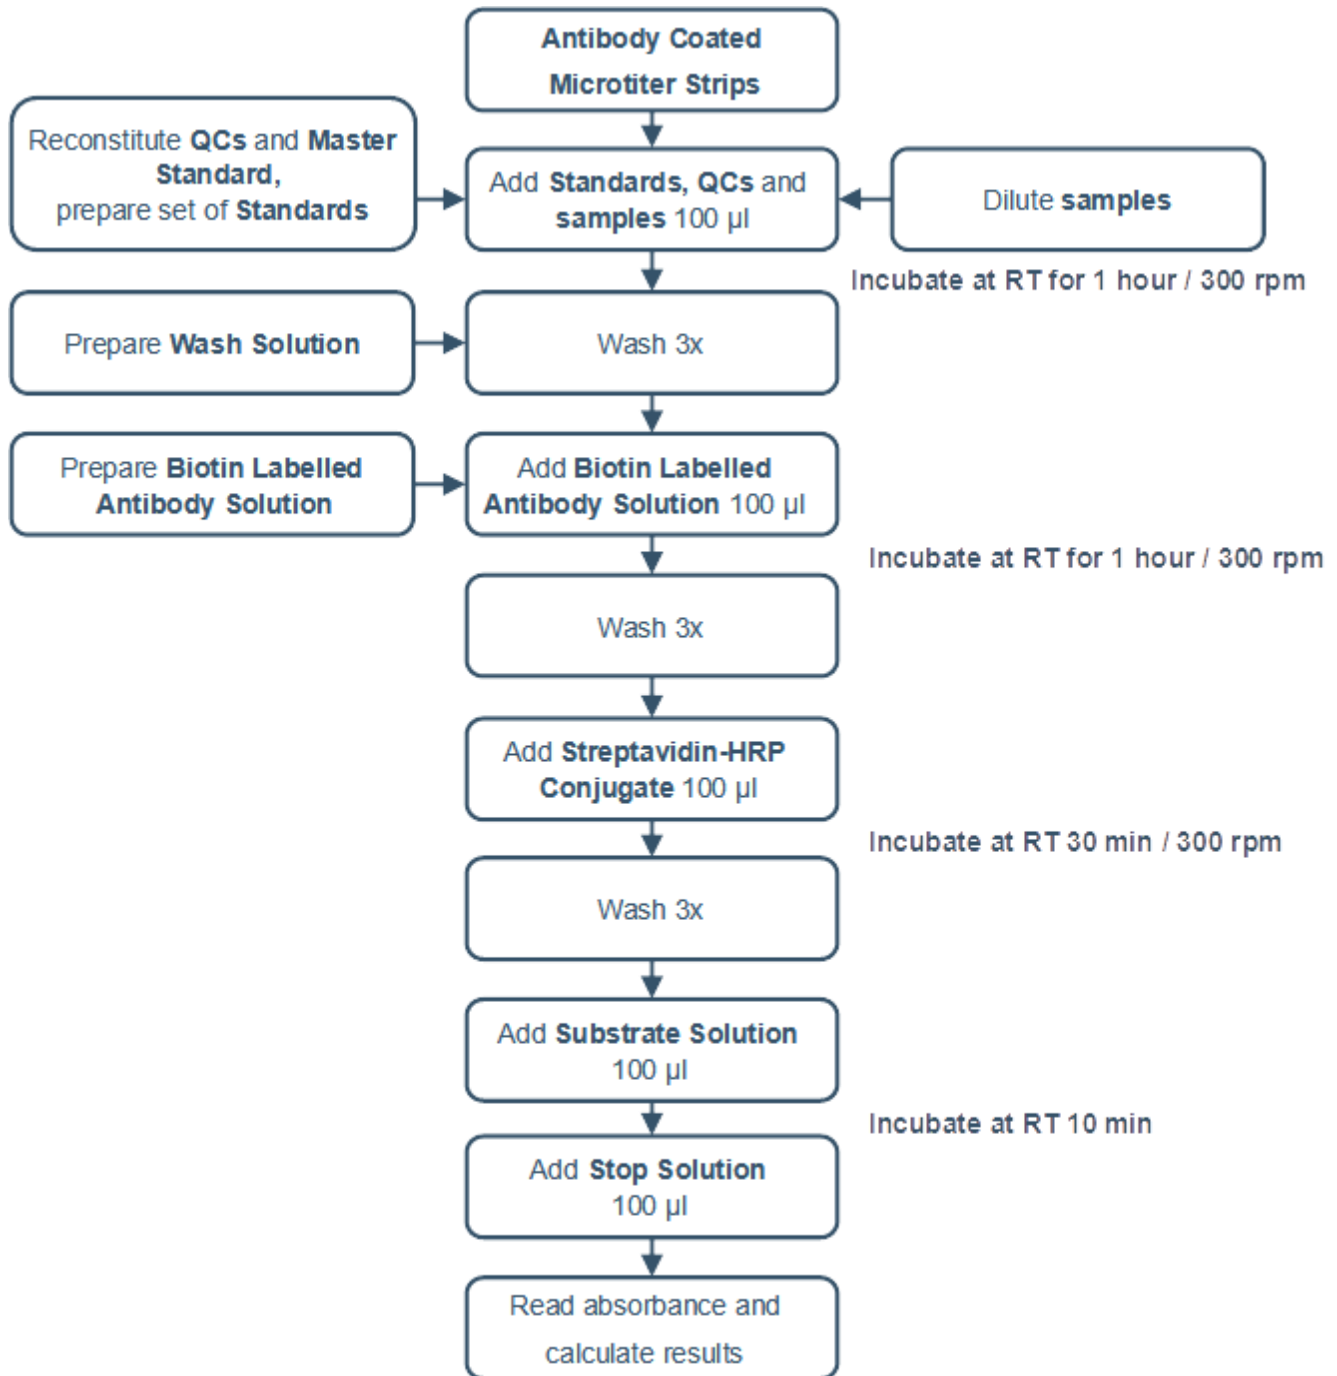 Antibody Coated
Microtiter Strips
Reconstitute QCs and Master
Standard,
prepare set of Standards
Add Standards, QCs and
samples 100 µl
Dilute samples
Incubate at RT for 1 hour / 300 rpm
Prepare Wash Solution
Wash 3x
Prepare Biotin Labelled
Antibody Solution
Add Biotin Labelled
Antibody Solution 100 µl
Incubate at RT for 1 hour / 300 rpm
Wash 3x
Add Streptavidin-HRP
Conjugate 100 µl
Incubate at RT 30 min / 300 rpm
Wash 3x
Add Substrate Solution
100 µl
Incubate at RT 10 min
Add Stop Solution
100 µl
Read absorbance and
calculate results